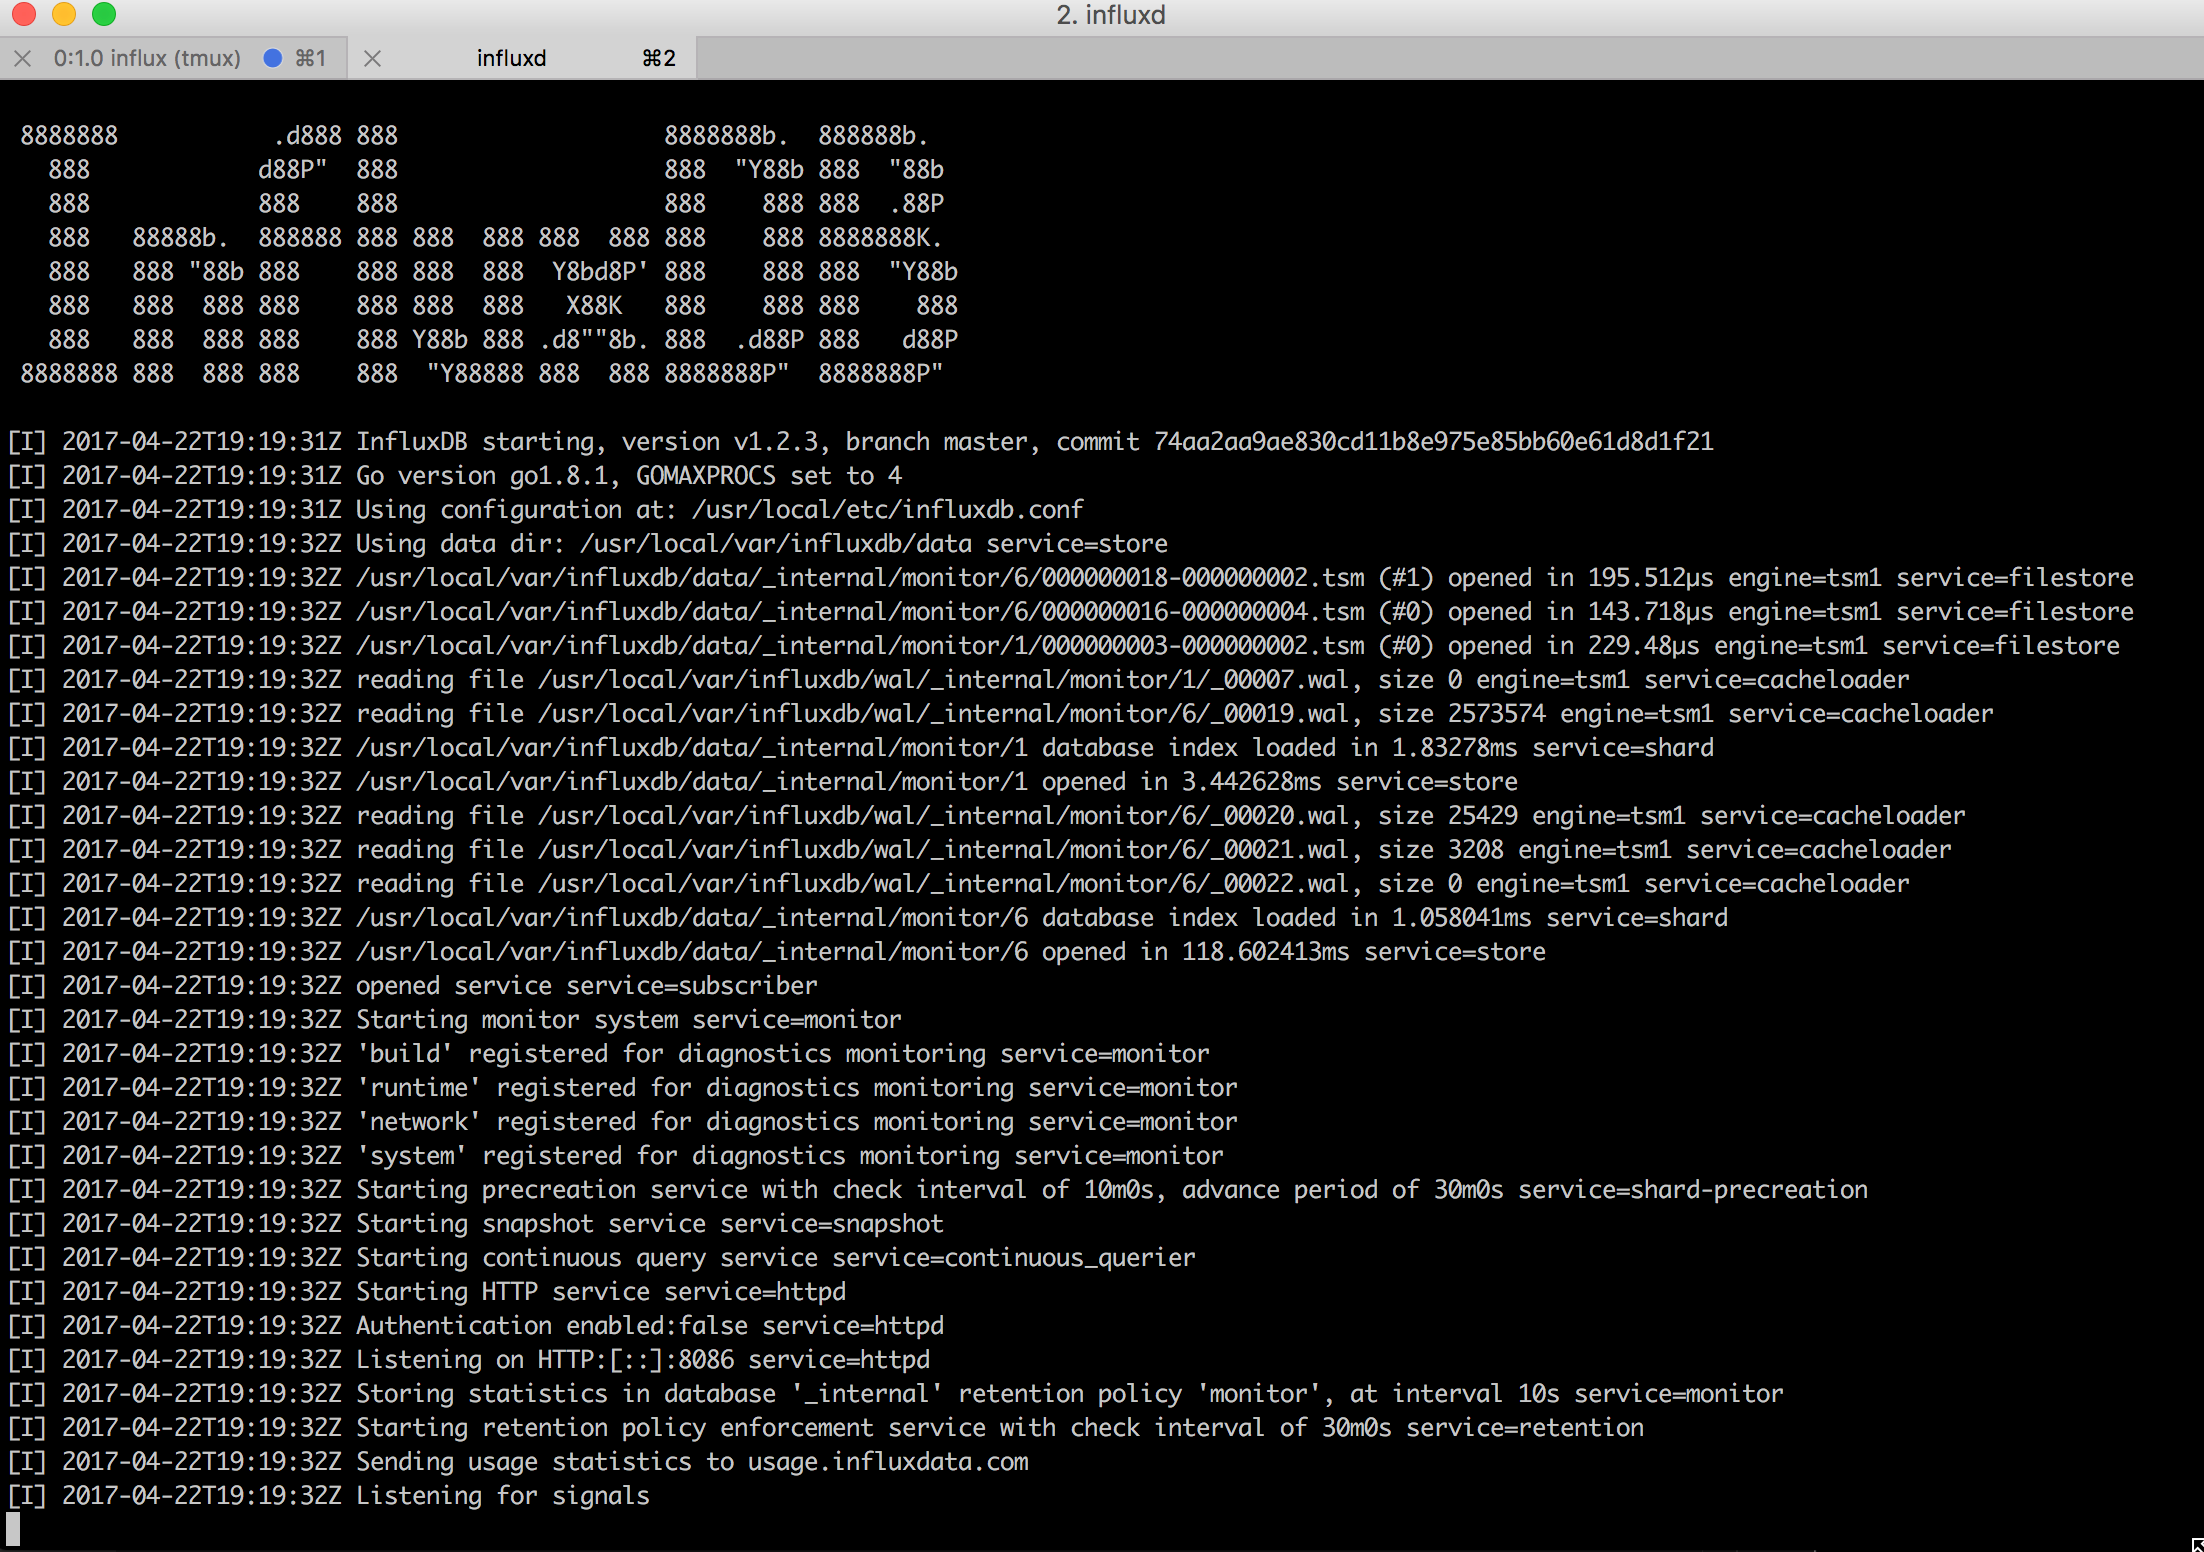 2. influxd
0:1.0 influx (tmux) ⌘1 influxd ⌘2
 8888888           .d888 888                   8888888b.  888888b.
   888            d88P"  888                   888  "Y88b 888  "88b
   888            888    888                   888    888 888  .88P
   888   88888b.  888888 888 888  888 888  888 888    888 8888888K.
   888   888 "88b 888    888 888  888  Y8bd8P' 888    888 888  "Y88b
   888   888  888 888    888 888  888   X88K   888    888 888    888
   888   888  888 888    888 Y88b 888 .d8""8b. 888  .d88P 888   d88P
 8888888 888  888 888    888  "Y88888 888  888 8888888P"  8888888P"
[I] 2017-04-22T19:19:31Z InfluxDB starting, version v1.2.3, branch master, commit 74aa2aa9ae830cd11b8e975e85bb60e61d8d1f21
[I] 2017-04-22T19:19:31Z Go version go1.8.1, GOMAXPROCS set to 4
[I] 2017-04-22T19:19:31Z Using configuration at: /usr/local/etc/influxdb.conf
[I] 2017-04-22T19:19:32Z Using data dir: /usr/local/var/influxdb/data service=store
[I] 2017-04-22T19:19:32Z /usr/local/var/influxdb/data/_internal/monitor/6/000000018-000000002.tsm (#1) opened in 195.512µs engine=tsm1 service=filestore
[I] 2017-04-22T19:19:32Z /usr/local/var/influxdb/data/_internal/monitor/6/000000016-000000004.tsm (#0) opened in 143.718µs engine=tsm1 service=filestore
[I] 2017-04-22T19:19:32Z /usr/local/var/influxdb/data/_internal/monitor/1/000000003-000000002.tsm (#0) opened in 229.48µs engine=tsm1 service=filestore
[I] 2017-04-22T19:19:32Z reading file /usr/local/var/influxdb/wal/_internal/monitor/1/_00007.wal, size 0 engine=tsm1 service=cacheloader
[I] 2017-04-22T19:19:32Z reading file /usr/local/var/influxdb/wal/_internal/monitor/6/_00019.wal, size 2573574 engine=tsm1 service=cacheloader
[I] 2017-04-22T19:19:32Z /usr/local/var/influxdb/data/_internal/monitor/1 database index loaded in 1.83278ms service=shard
[I] 2017-04-22T19:19:32Z /usr/local/var/influxdb/data/_internal/monitor/1 opened in 3.442628ms service=store
[I] 2017-04-22T19:19:32Z reading file /usr/local/var/influxdb/wal/_internal/monitor/6/_00020.wal, size 25429 engine=tsm1 service=cacheloader
[I] 2017-04-22T19:19:32Z reading file /usr/local/var/influxdb/wal/_internal/monitor/6/_00021.wal, size 3208 engine=tsm1 service=cacheloader
[I] 2017-04-22T19:19:32Z reading file /usr/local/var/influxdb/wal/_internal/monitor/6/_00022.wal, size 0 engine=tsm1 service=cacheloader
[I] 2017-04-22T19:19:32Z /usr/local/var/influxdb/data/_internal/monitor/6 database index loaded in 1.058041ms service=shard
[I] 2017-04-22T19:19:32Z /usr/local/var/influxdb/data/_internal/monitor/6 opened in 118.602413ms service=store
[I] 2017-04-22T19:19:32Z opened service service=subscriber
[I] 2017-04-22T19:19:32Z Starting monitor system service=monitor
[I] 2017-04-22T19:19:32Z 'build' registered for diagnostics monitoring service=monitor
[I] 2017-04-22T19:19:32Z 'runtime' registered for diagnostics monitoring service=monitor
[I] 2017-04-22T19:19:32Z 'network' registered for diagnostics monitoring service=monitor
[I] 2017-04-22T19:19:32Z 'system' registered for diagnostics monitoring service=monitor
[I] 2017-04-22T19:19:32Z Starting precreation service with check interval of 10m0s, advance period of 30m0s service=shard-precreation
[I] 2017-04-22T19:19:32Z Starting snapshot service service=snapshot
[I] 2017-04-22T19:19:32Z Starting continuous query service service=continuous_querier
[I] 2017-04-22T19:19:32Z Starting HTTP service service=httpd
[I] 2017-04-22T19:19:32Z Authentication enabled:false service=httpd
[I] 2017-04-22T19:19:32Z Listening on HTTP:[::]:8086 service=httpd
[I] 2017-04-22T19:19:32Z Storing statistics in database '_internal' retention policy 'monitor', at interval 10s service=monitor
[I] 2017-04-22T19:19:32Z Starting retention policy enforcement service with check interval of 30m0s service=retention
[I] 2017-04-22T19:19:32Z Sending usage statistics to usage.influxdata.com
[I] 2017-04-22T19:19:32Z Listening for signals